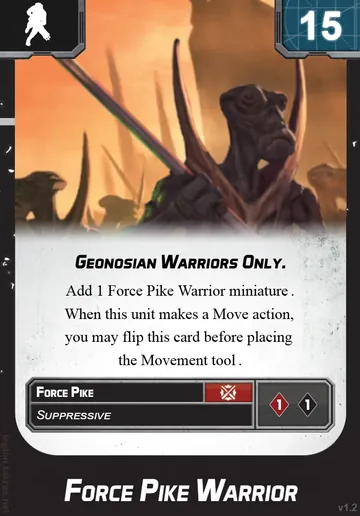 15
Geonosian Warriors Only.
Add 1 Force Pike Warrior miniature.
When this unit makes a Move action,
you may flip this card before placing
the Movement tool.
Force Pike
Suppressive
1 1
Force Pike Warrior
v1.2